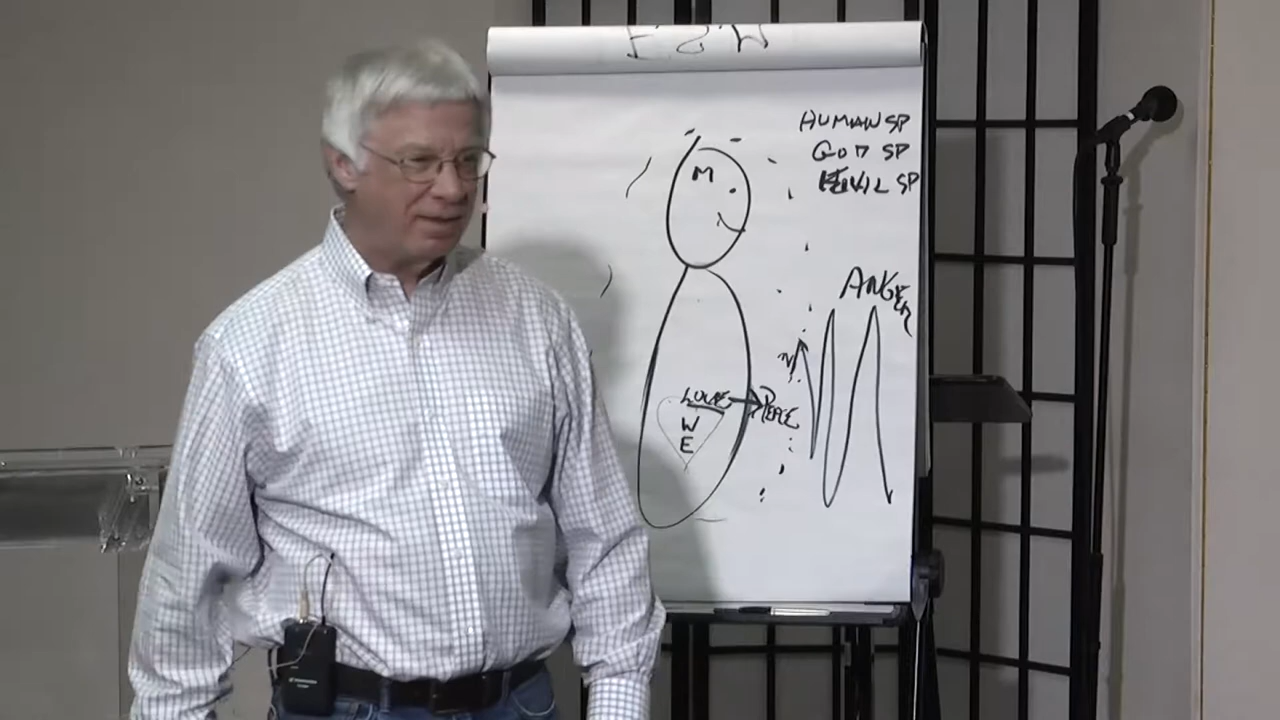 HUMAN SP
GOD SP
EVIL SP
M
ANGER
LOVE
PEACE
W
E